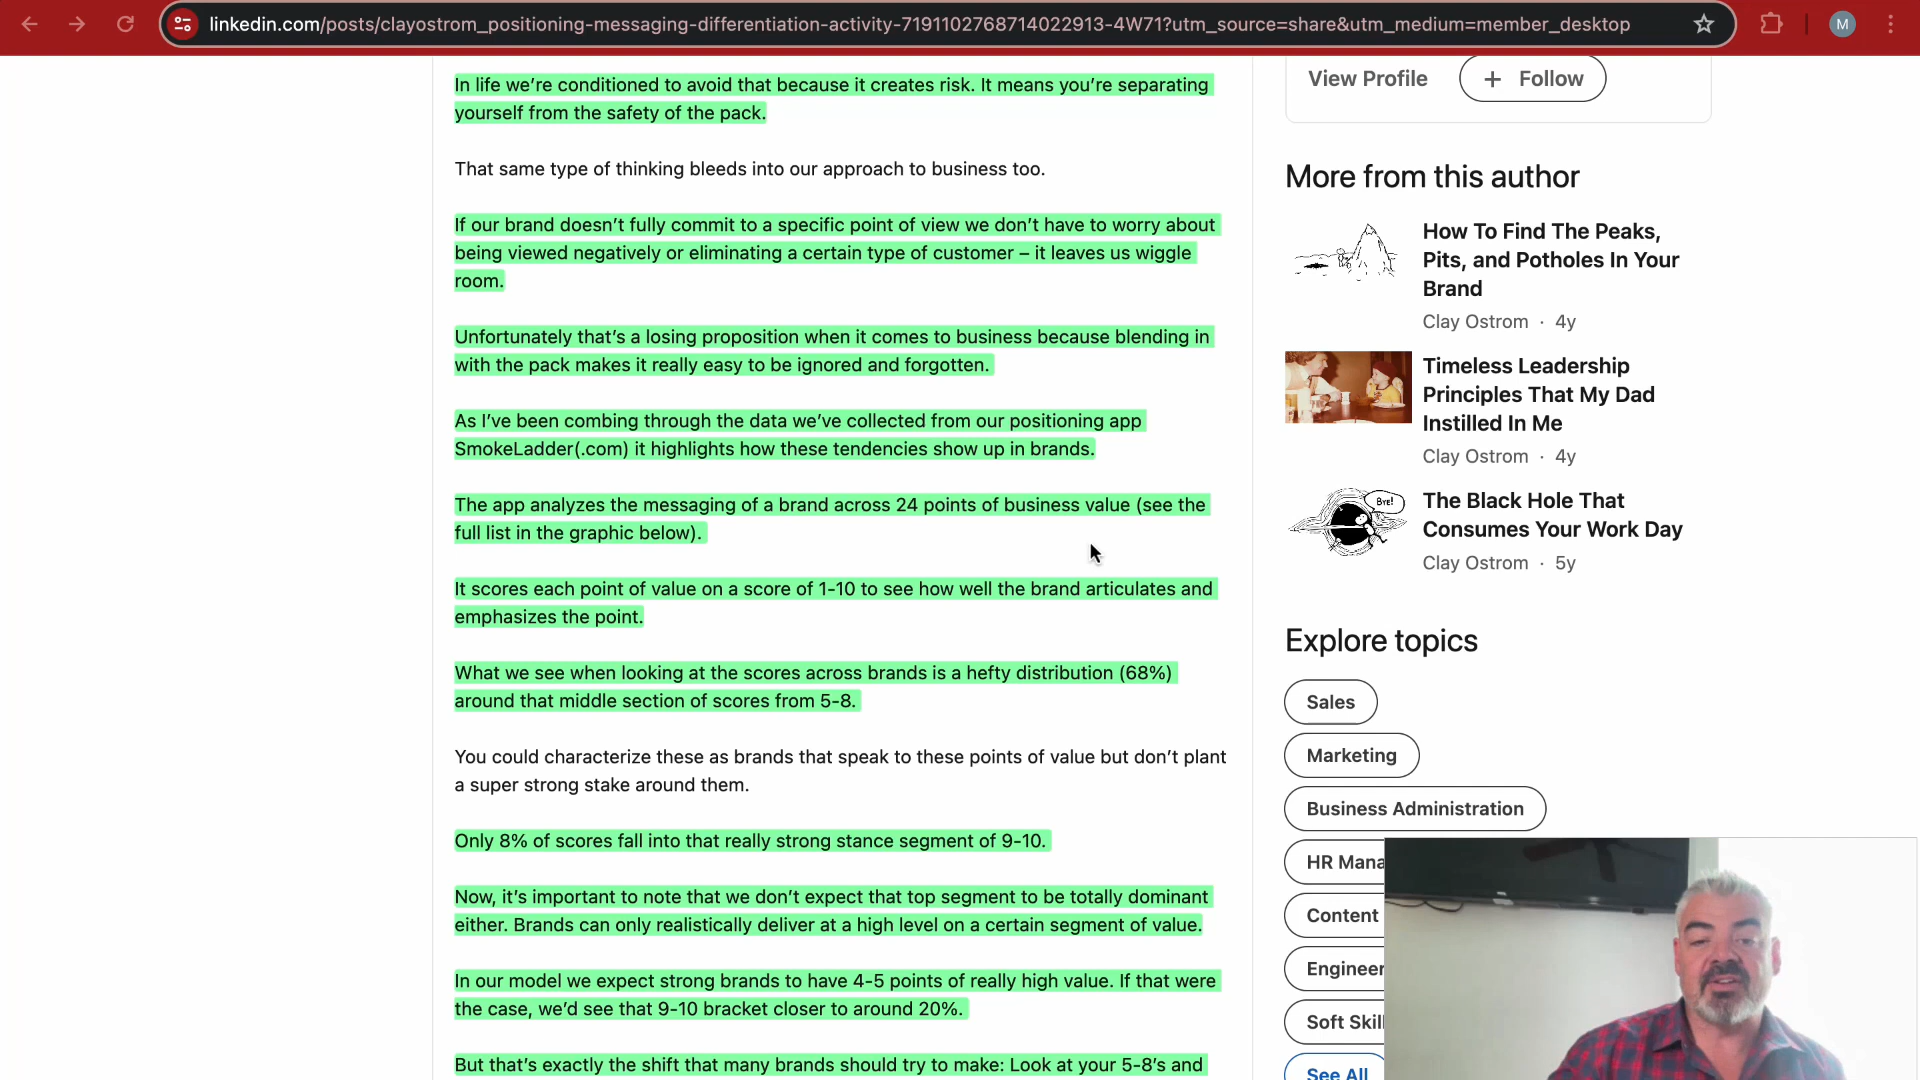 linkedin.com/posts/clayostrom_positioning-messaging-differentiation-activity-7191102768714022913-4W71?utm_source=share&utm_medium=member_desktop
M
In life we're conditioned to avoid that because it creates risk. It means you're separating
yourself from the safety of the pack.
That same type of thinking bleeds into our approach to business too.
If our brand doesn't fully commit to a specific point of view we don't have to worry about
being viewed negatively or eliminating a certain type of customer – it leaves us wiggle
room.
Unfortunately that's a losing proposition when it comes to business because blending in
with the pack makes it really easy to be ignored and forgotten.
As I've been combing through the data we've collected from our positioning app
SmokeLadder(.com) it highlights how these tendencies show up in brands.
The app analyzes the messaging of a brand across 24 points of business value (see the
full list in the graphic below).
It scores each point of value on a score of 1-10 to see how well the brand articulates and
emphasizes the point.
What we see when looking at the scores across brands is a hefty distribution (68%)
around that middle section of scores from 5-8.
You could characterize these as brands that speak to these points of value but don't plant
a super strong stake around them.
Only 8% of scores fall into that really strong stance segment of 9-10.
Now, it's important to note that we don't expect that top segment to be totally dominant
either. Brands can only realistically deliver at a high level on a certain segment of value.
In our model we expect strong brands to have 4-5 points of really high value. If that were
the case, we'd see that 9-10 bracket closer to around 20%.
But that's exactly the shift that many brands should try to make: Look at your 5-8's and
View Profile
+ Follow
More from this author
How To Find The Peaks,
Pits, and Potholes In Your
Brand
Clay Ostrom · 4y
Timeless Leadership
Principles That My Dad
Instilled In Me
Clay Ostrom · 4y
BYE!
The Black Hole That
Consumes Your Work Day
Clay Ostrom · 5y
Explore topics
Sales
Marketing
Business Administration
HR Mana
Content
Engineer
Soft Skil
See All